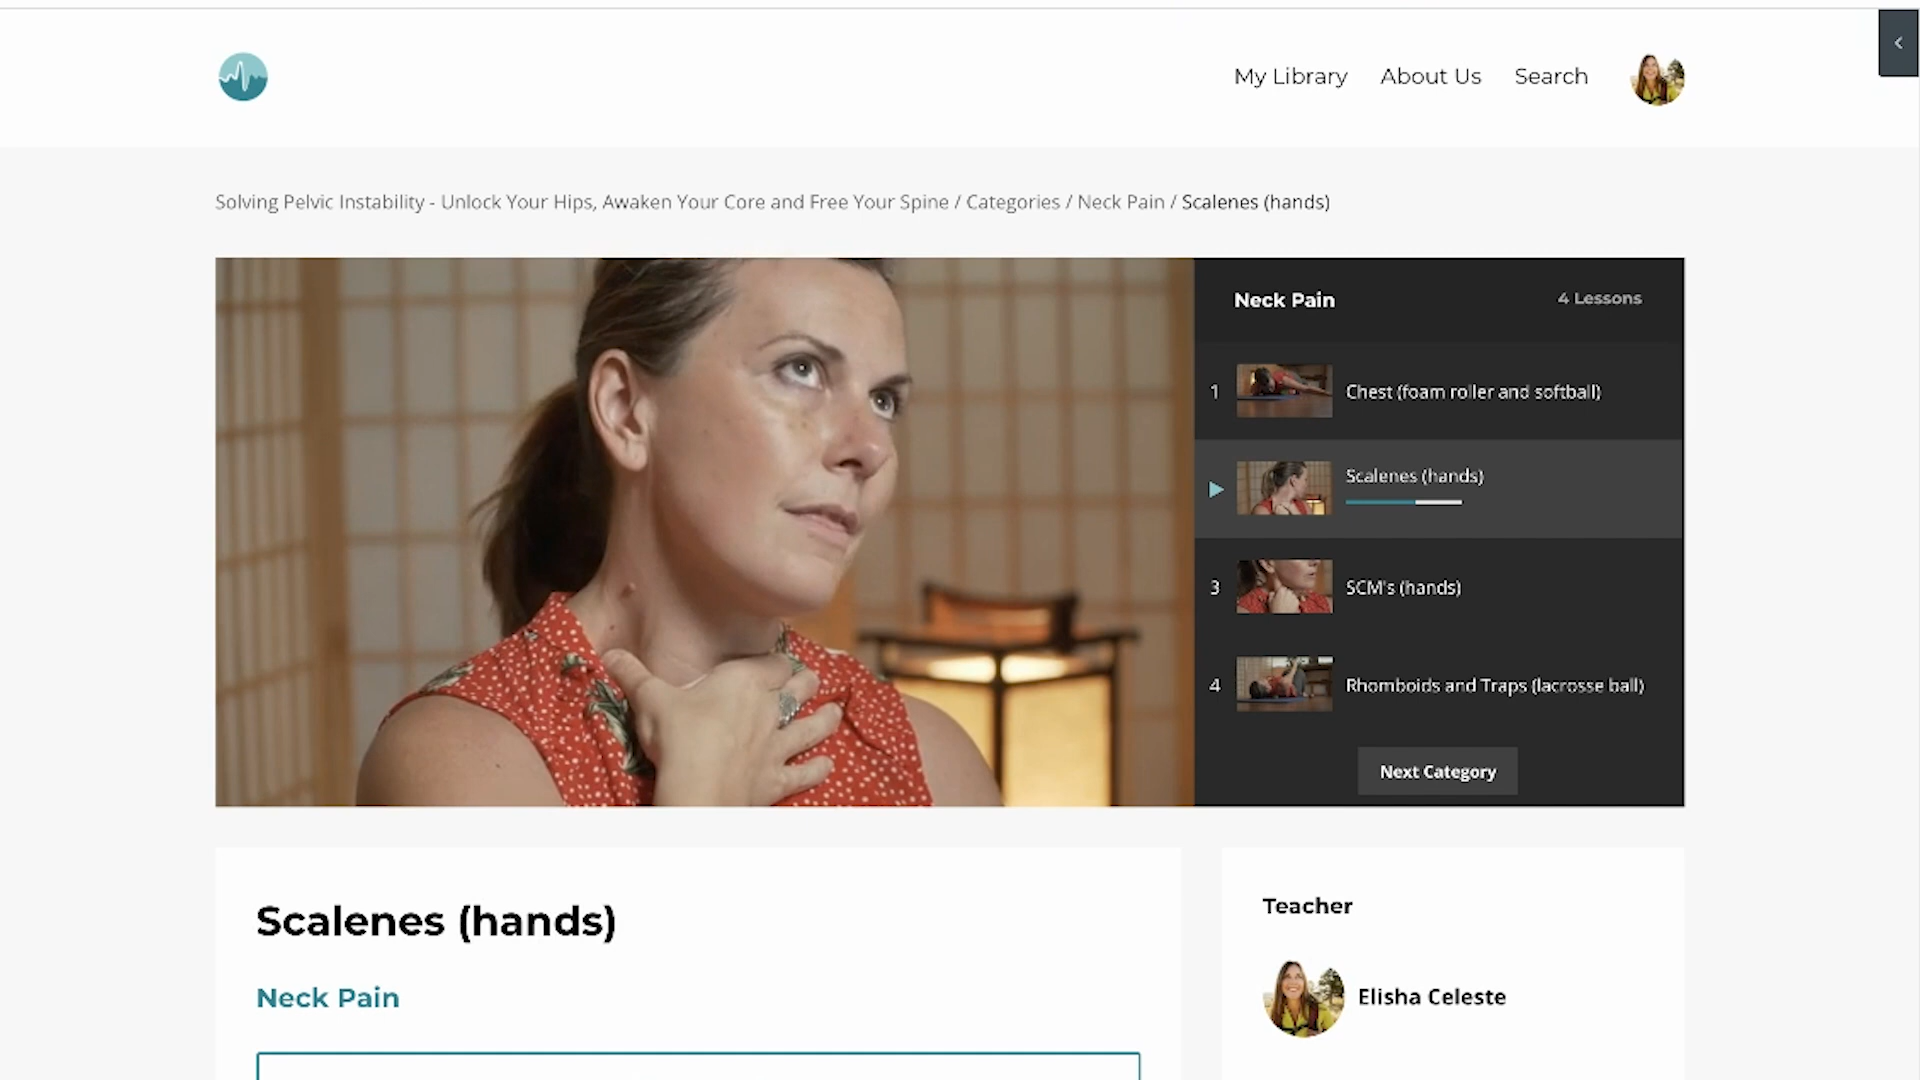 My Library
About Us
Search
Solving Pelvic Instability - Unlock Your Hips, Awaken Your Core and Free Your Spine / Categories / Neck Pain / Scalenes (hands)
Neck Pain
4 Lessons
1
Chest (foam roller and softball)
Scalenes (hands)
3
SCM's (hands)
4
Rhomboids and Traps (lacrosse ball)
Next Category
Scalenes (hands)
Neck Pain
Teacher
Elisha Celeste